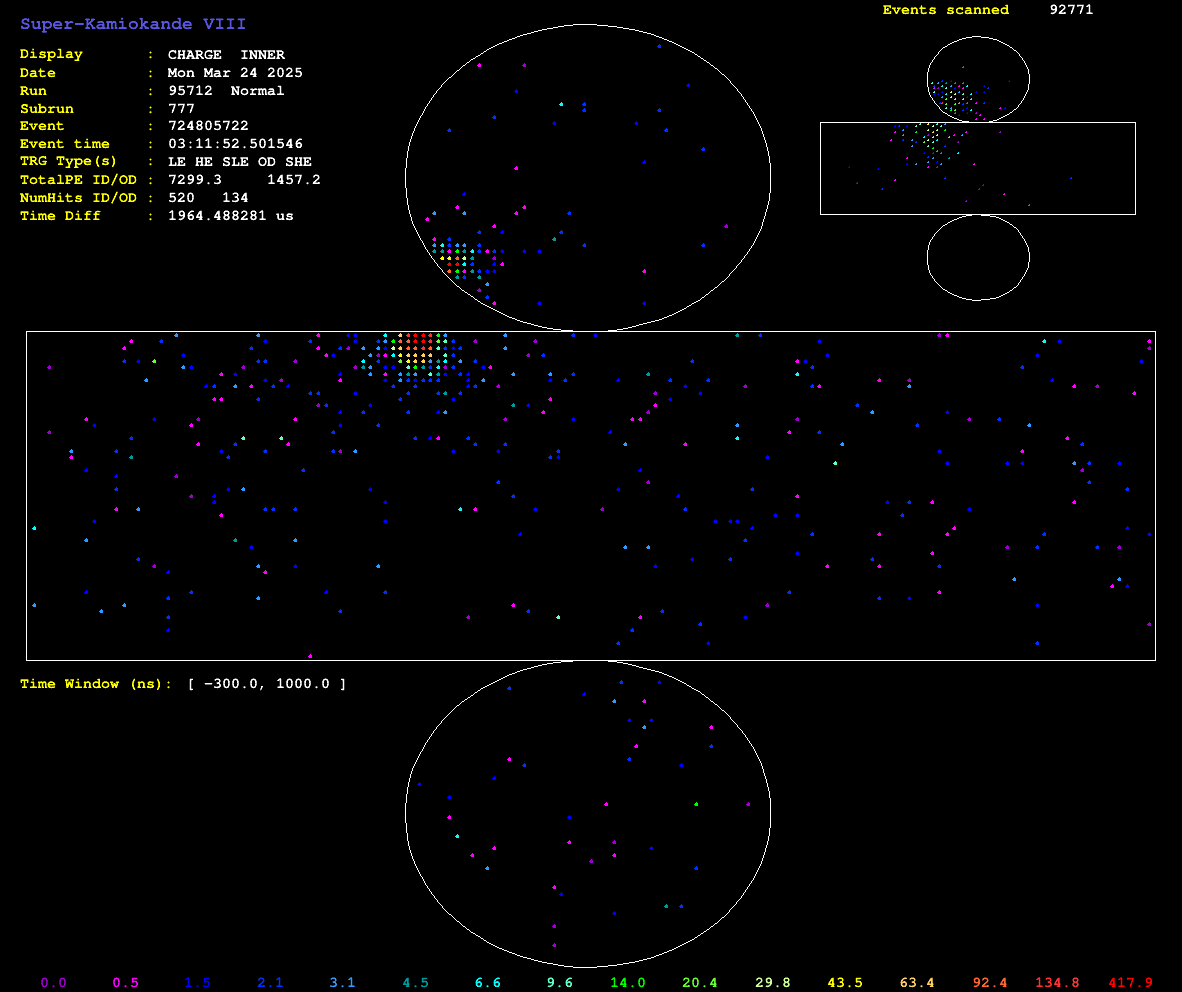 Super-Kamiokande VIII
Events scanned 92771
Display : CHARGE INNER
Date : Mon Mar 24 2025
Run : 95712 Normal
Subrun : 777
Event : 724805722
Event time : 03:11:52.501546
TRG Type(s) : LE HE SLE OD SHE
TotalPE ID/OD : 7299.3 1457.2
NumHits ID/OD : 520 134
Time Diff : 1964.488281 us
Time Window (ns): [ -300.0, 1000.0 ]
0.0 0.5 1.5 2.1 3.1 4.5 6.6 9.6 14.0 20.4 29.8 43.5 63.4 92.4 134.8 417.9